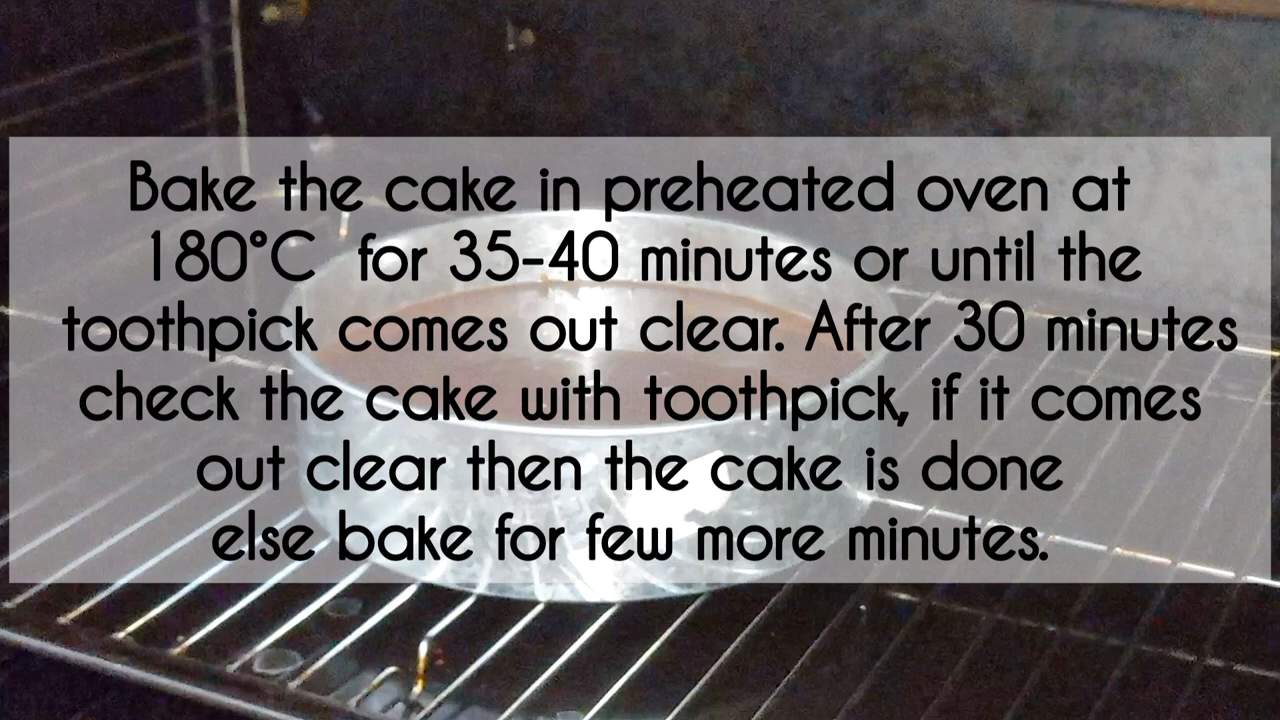 Bake the cake in preheated oven at
180°C for 35-40 minutes or until the
toothpick comes out clear. After 30 minutes
check the cake with toothpick, if it comes
out clear then the cake is done
else bake for few more minutes.